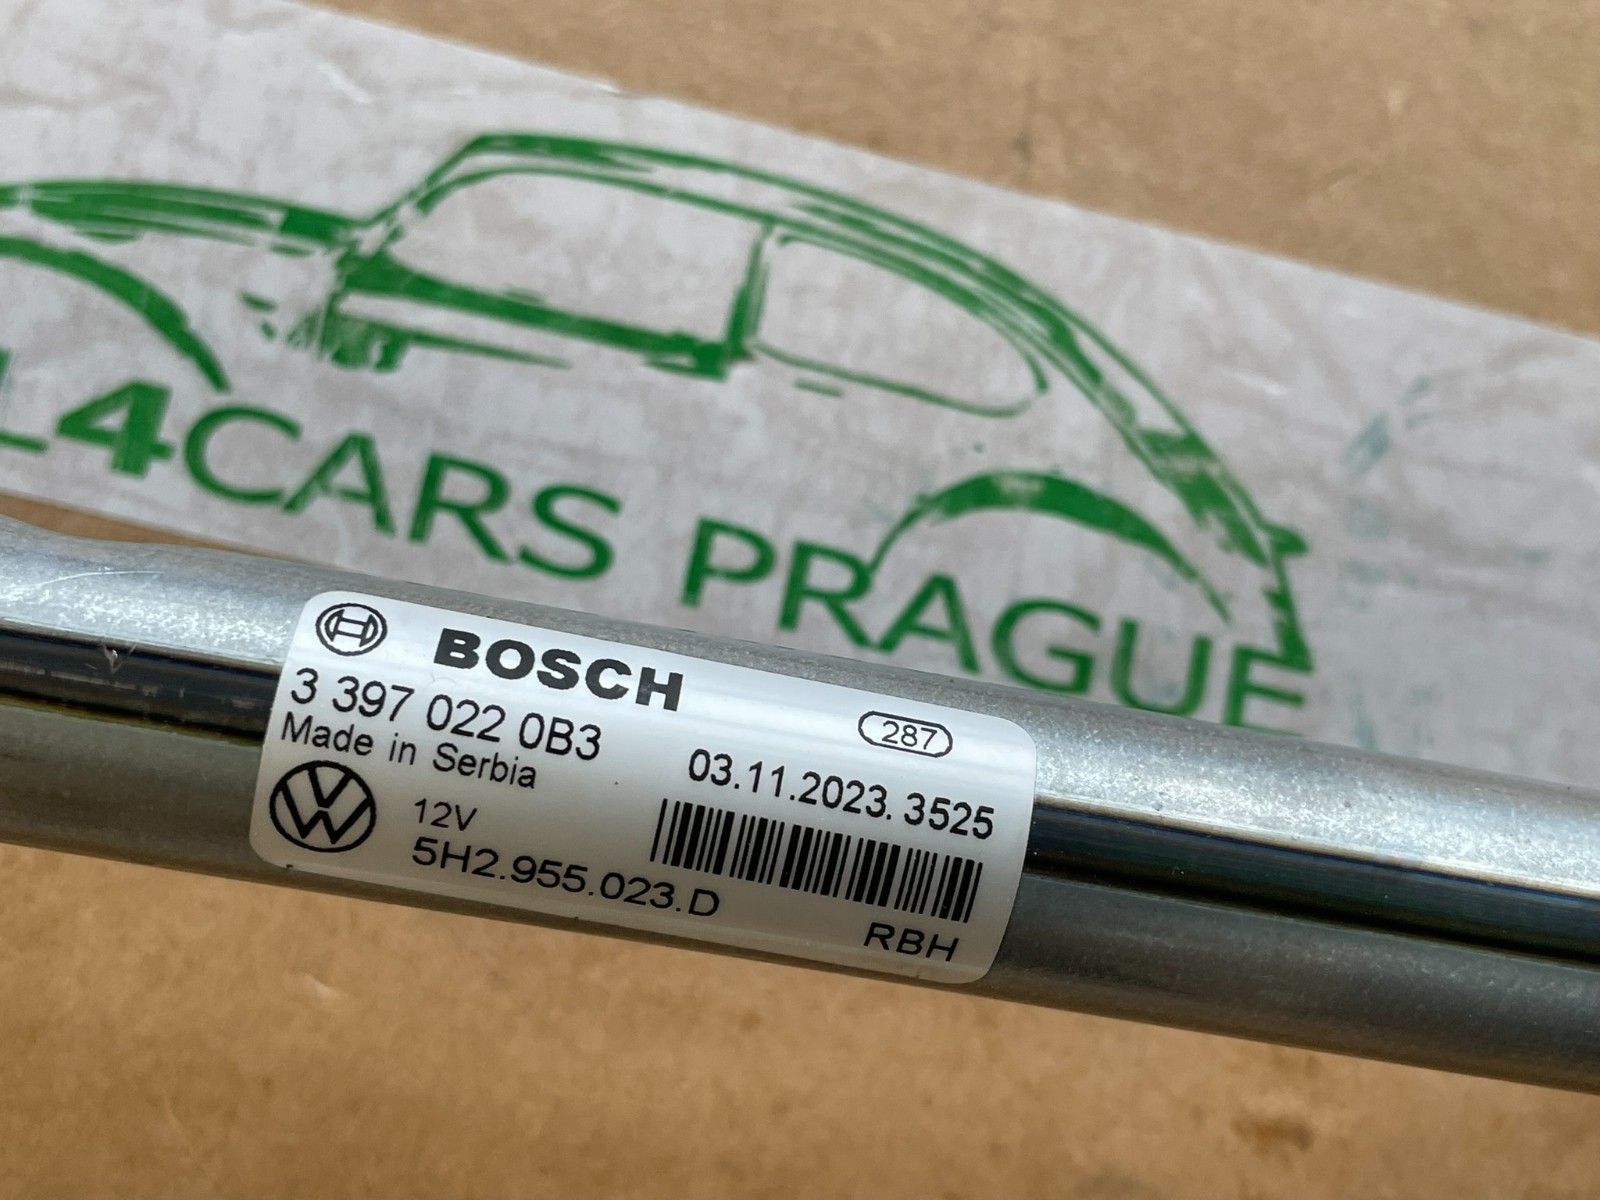 L4CARS PRAGUE
BOSCH
287
3 397 022 0B3
03.11.2023. 3525
Made in Serbia
12V
5H2.955.023.D
RBH